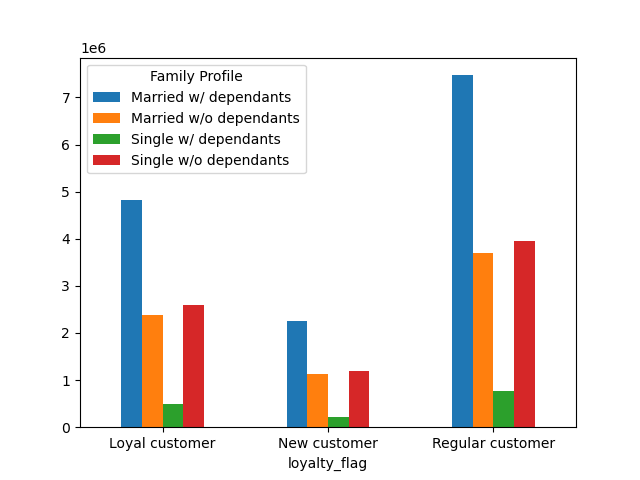 1e6
Family Profile
Married w/ dependants
Married w/o dependants
Single w/ dependants
Single w/o dependants
7
6
5
4
3
2
1
0
Loyal customer New customer Regular customer
loyalty_flag